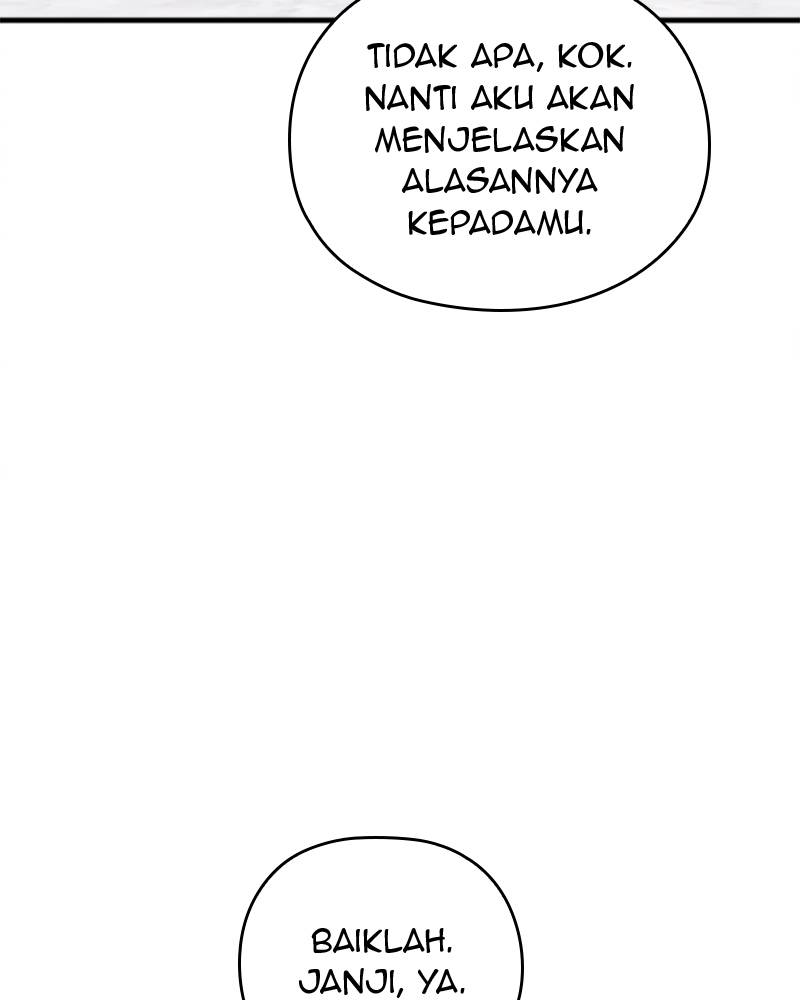 TIDAK APA, KOK.
NANTI AKU AKAN
MENJELASKAN
ALASANNYA
KEPADAMU.
BAIKLAH.
JANJI, YA.